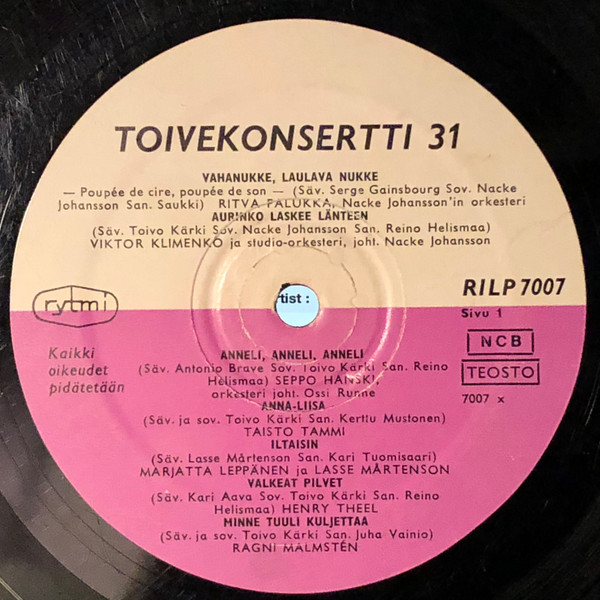 TOIVEKONSERTTI 31
VAHANUKKE, LAULAVA NUKKE
— Poupée de cire, poupée de son — (Säv. Serge Gainsbourg Sov. Nacke
Johansson San. Saukki) RITVA PALUKKA, Nacke Johansson'in orkesteri
AURINKO LASKEE LÄNTEEN
(Säv. Toivo Kärki Sov. Nacke Johansson San. Reino Helismaa)
VIKTOR KLIMENKO ja studio-orkesteri, joht. Nacke Johansson
rytmi
tist :
RILP 7007
Sivu 1
NCB
TEOSTO
7007 x
Kaikki
oikeudet
pidätetään
ANNELI, ANNELI, ANNELI
(Säv. Antonio Brave Sov. Toivo Kärki San. Reino
Helismaa) SEPPO HANSKI,
orkesteri joht. Ossi Runne
ANNA-LIISA
(Säv. ja sov. Toivo Kärki San. Kerttu Mustonen)
TAISTO TAMMI
ILTAISIN
(Säv. Lasse Mårtenson San. Kari Tuomisaari)
MARJATTA LEPPÄNEN ja LASSE MÅRTENSON
VALKEAT PILVET
(Säv. Kari Aava Sov. Toivo Kärki San. Reino
Helismaa) HENRY THEEL
MINNE TUULI KULJETTAA
(Säv. ja sov. Toivo Kärki San. Juha Vainio)
RAGNI MALMSTÉN